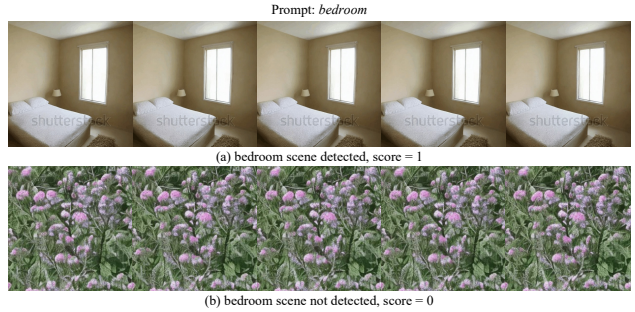 Prompt: bedroom
shutterstock shutterstock shutterstock shutterstock shutterstock
(a) bedroom scene detected, score = 1
(b) bedroom scene not detected, score = 0